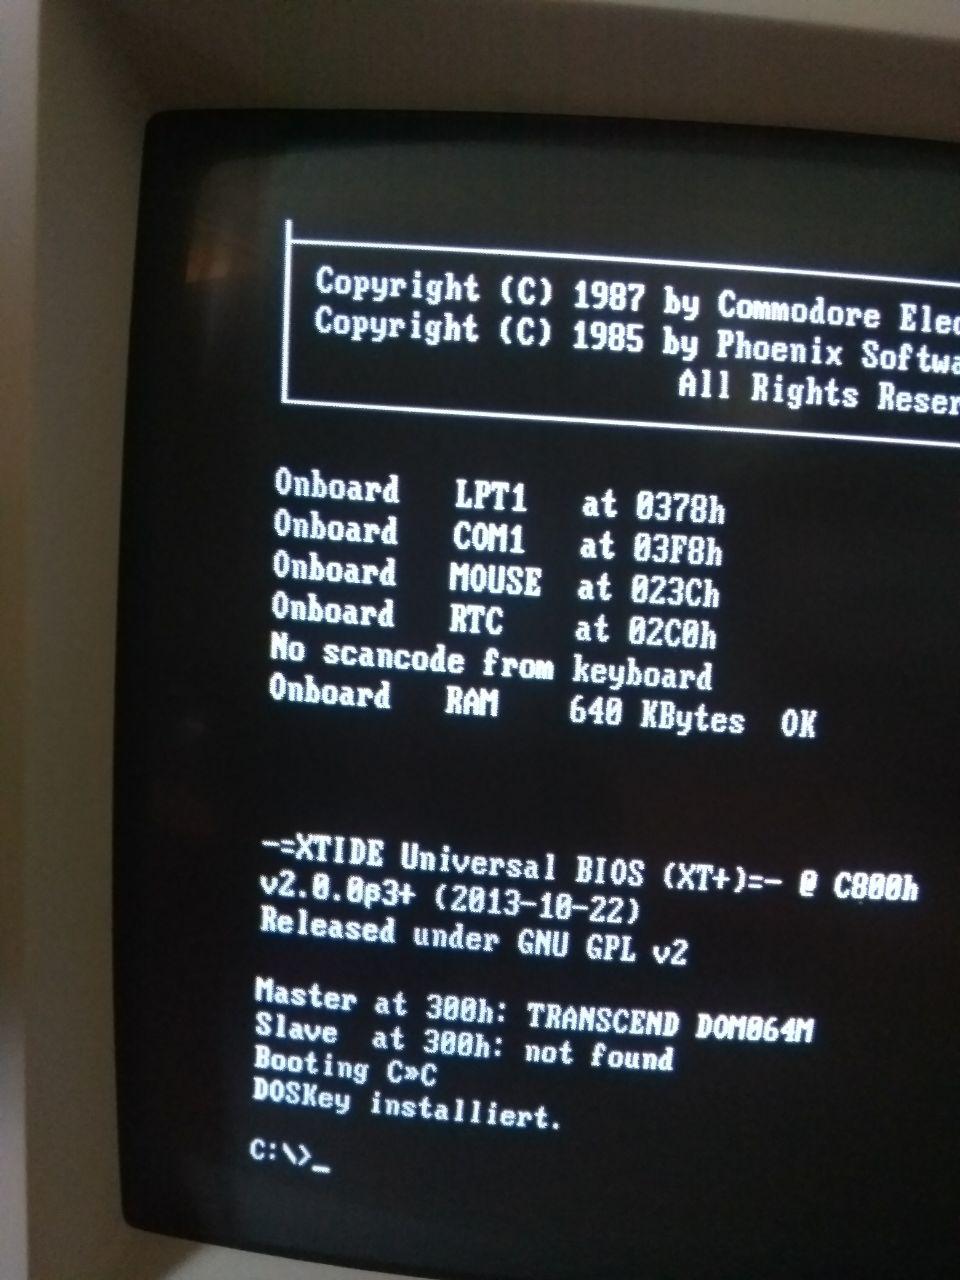 Copyright (C) 1987 by Commodore
Copyright (C) 1985 by Phoenix
All Rights
Onboard LPT1 at 0378h
Onboard COM1 at 03F8h
Onboard MOUSE at 023Ch
Onboard RTC at 02C0h
No scancode from keyboard
Onboard RAM 640 KBytes OK
-=XTIDE Universal BIOS (XT+)=- @ C800h
v2.0.0β3+ (2013-10-22)
Released under GNU GPL v2
Master at 300h: TRANSCEND DOM064M
Slave at 300h: not found
Booting C»C
DOSKey installiert.
C:\>_